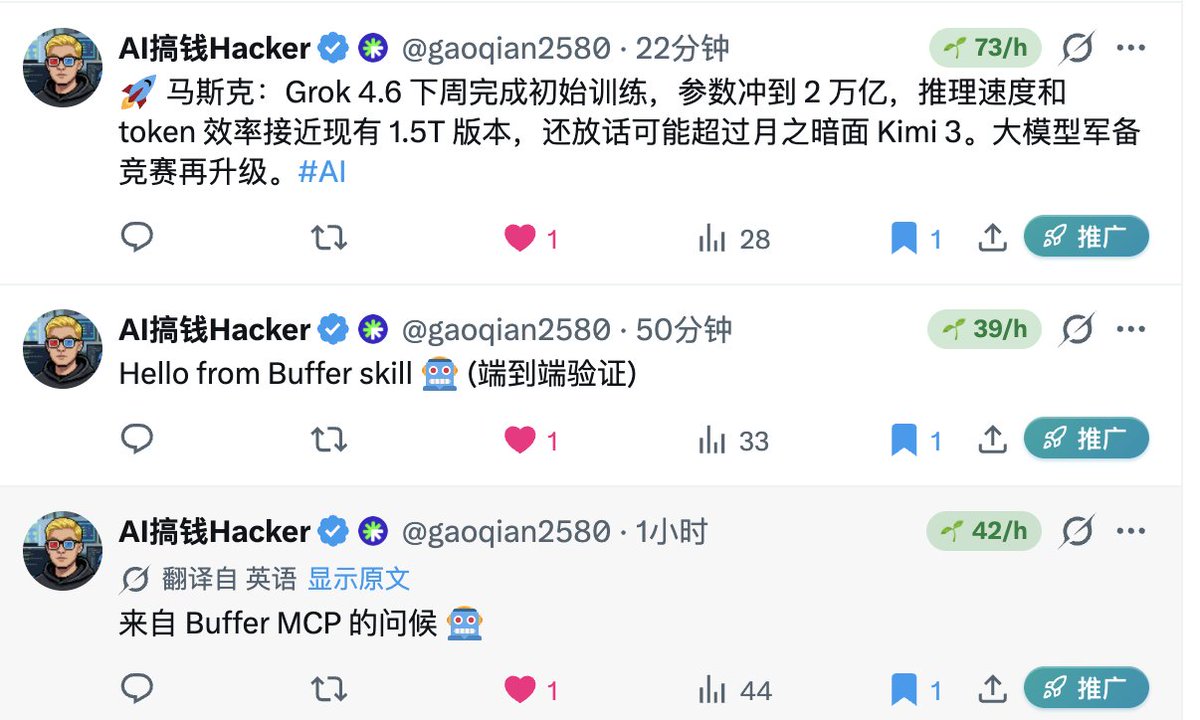 AI搞钱Hacker @gaoqian2580 · 22分钟 73/h
🚀 马斯克：Grok 4.6 下周完成初始训练，参数冲到 2 万亿，推理速度和
token 效率接近现有 1.5T 版本，还放话可能超过月之暗面 Kimi 3。大模型军备
竞赛再升级。#AI
1 28 1 推广
AI搞钱Hacker @gaoqian2580 · 50分钟 39/h
Hello from Buffer skill 🤖 (端到端验证)
1 33 1 推广
AI搞钱Hacker @gaoqian2580 · 1小时 42/h
翻译自 英语 显示原文
来自 Buffer MCP 的问候 🤖
1 44 1 推广